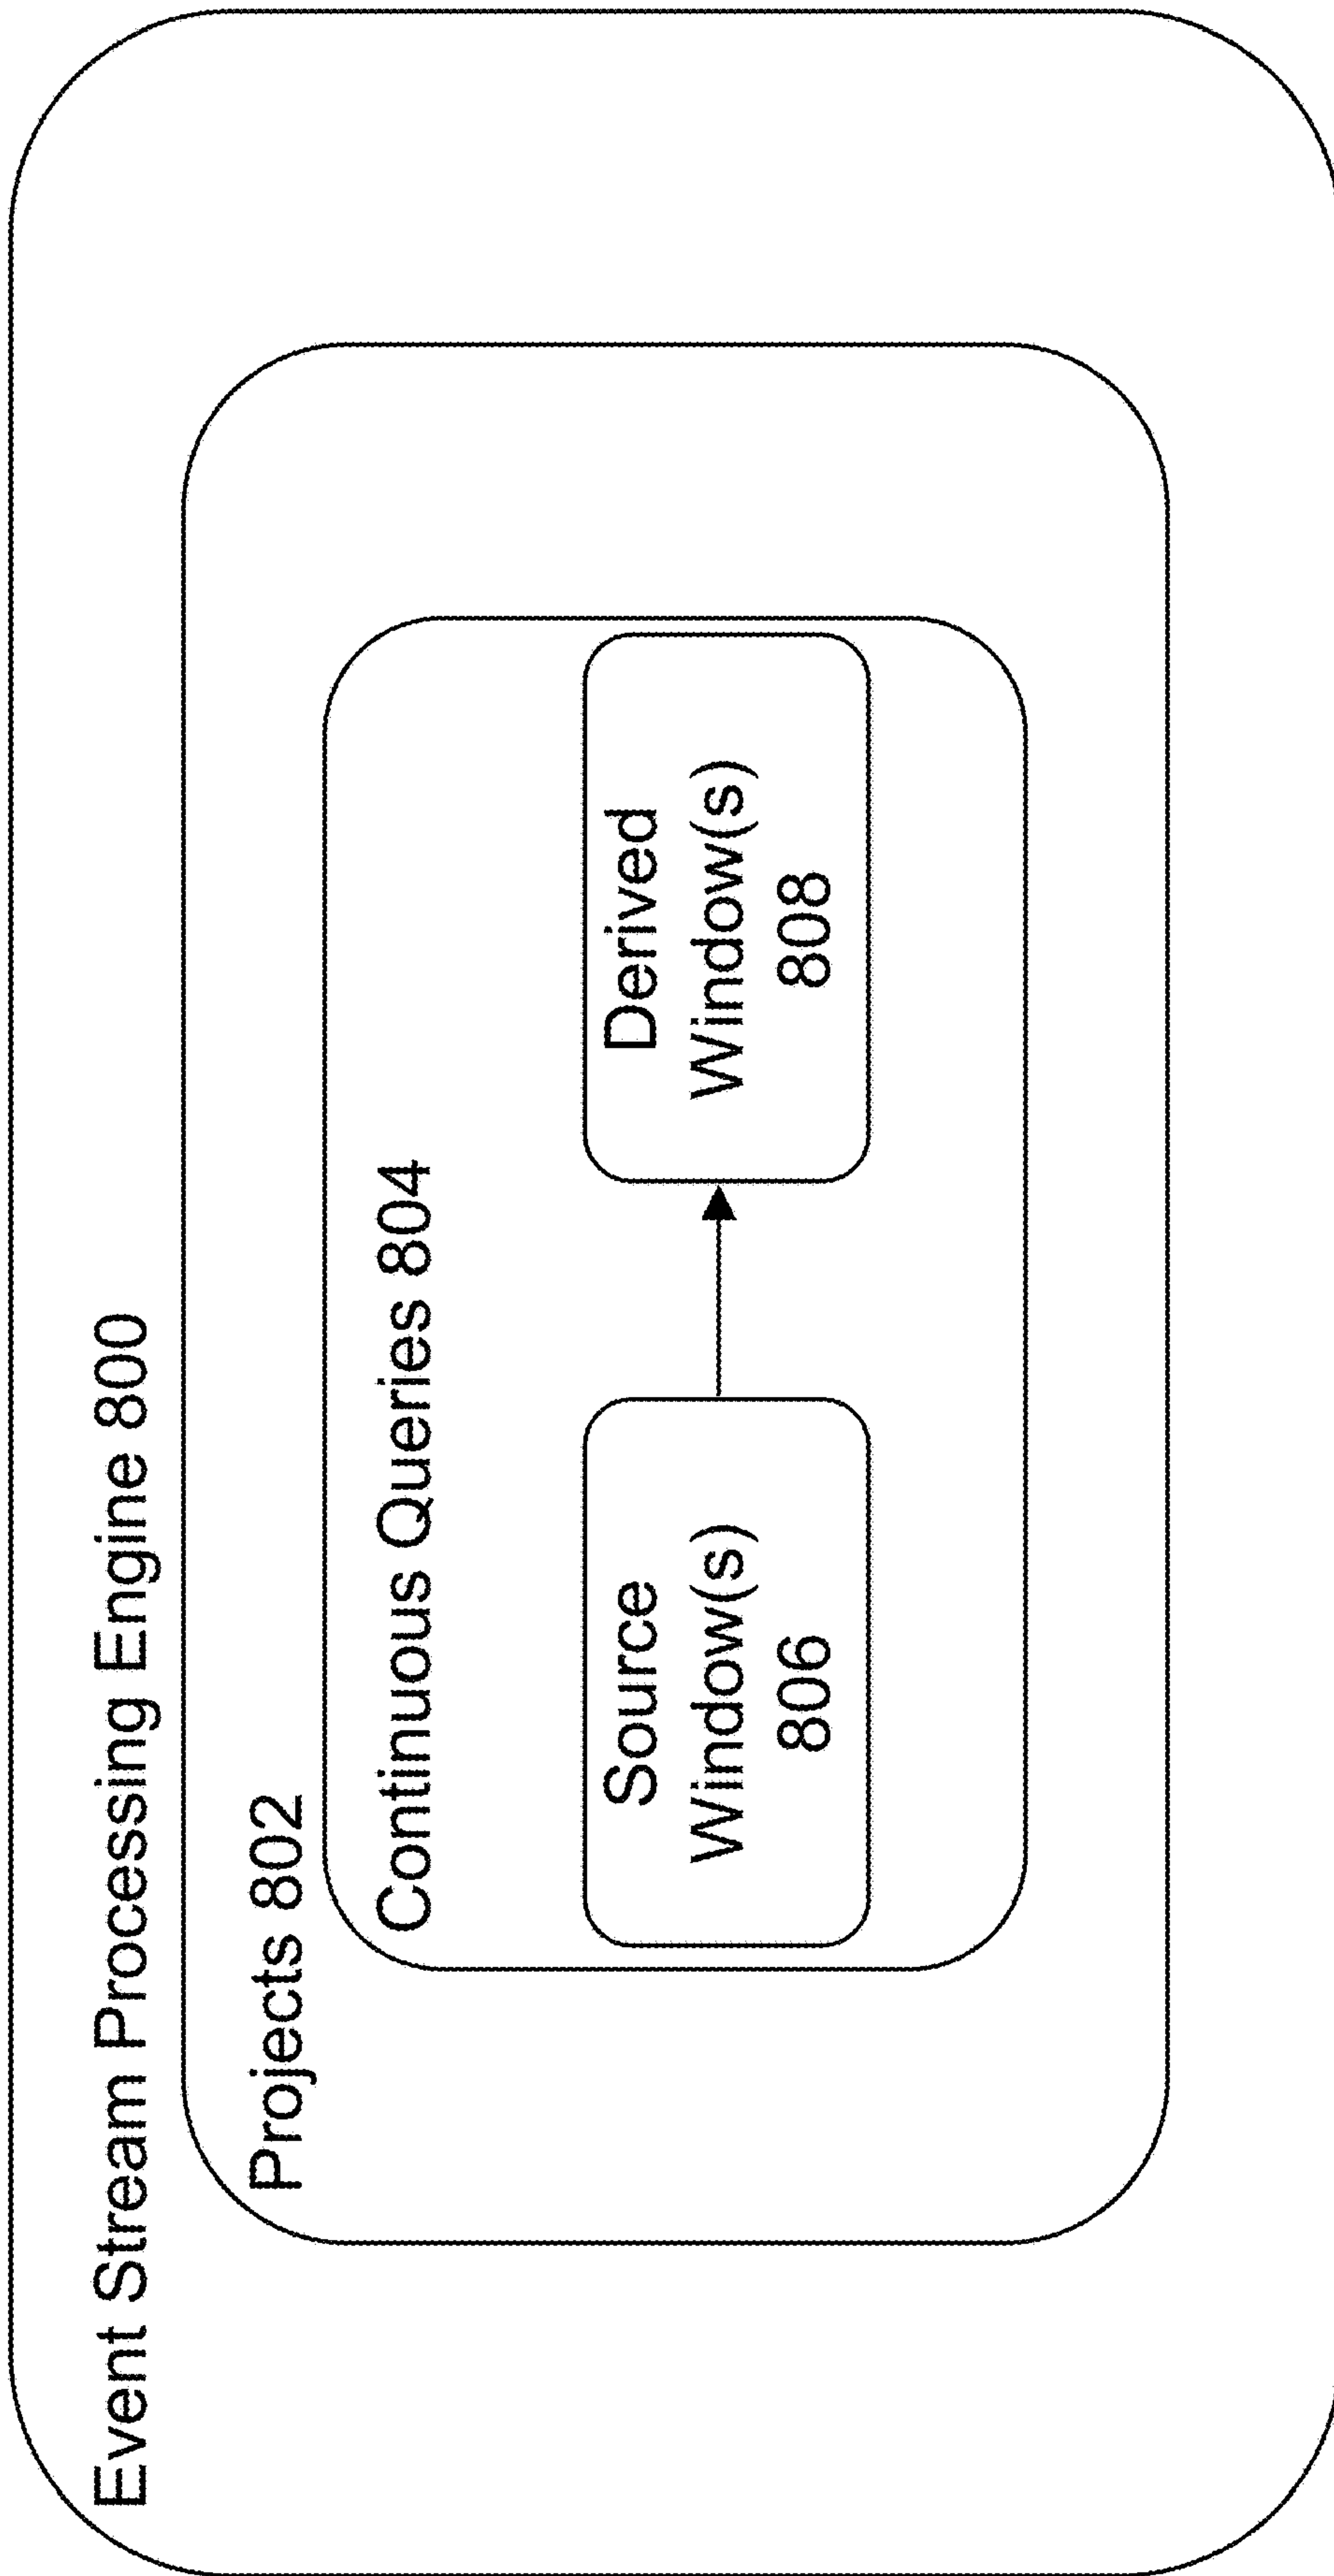 Event Stream Processing Engine 800
Projects 802
Continuous Queries 804
Source
Window(s)
806
Derived
Window(s)
808